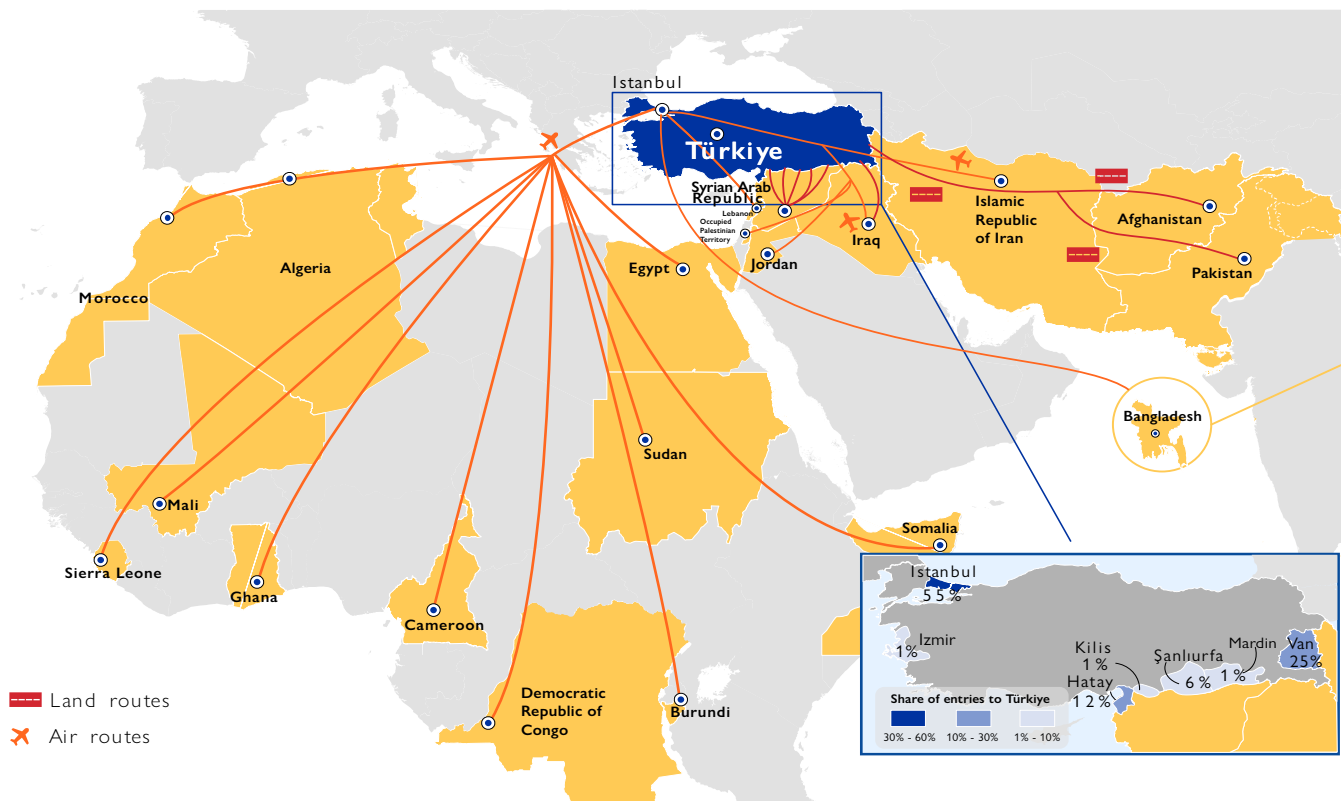 Istanbul
Türkiye
Syrian Arab
Republic
Lebanon
Occupied
Palestinian
Territory
Iraq
Jordan
Islamic
Republic
of Iran
Afghanistan
Pakistan
Algeria
Morocco
Egypt
Bangladesh
Sudan
Mali
Sierra Leone
Ghana
Cameroon
Somalia
Democratic
Republic of
Congo
Burundi
Land routes
Air routes
Istanbul
55%
Izmir
1%
Kilis
1%
Hatay
12%
Şanlıurfa
6%
Mardin
1%
Van
25%
Share of entries to Türkiye
30% - 60%
10% - 30%
1% - 10%